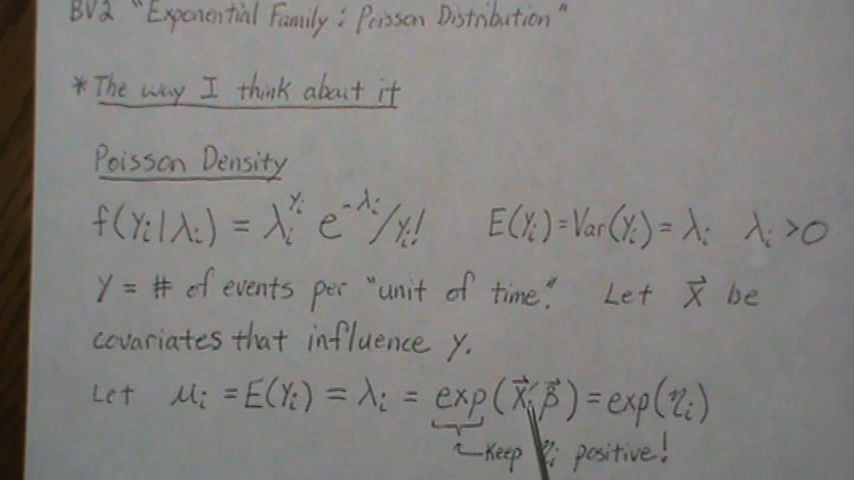 BV2 "Exponential Family: Poisson Distribution"
* The way I think about it
Poisson Density
f(Yᵢ|λᵢ) = λᵢ^Yᵢ e^-λᵢ/Yᵢ! E(Yᵢ)=Var(Yᵢ)=λᵢ λᵢ>0
Y = # of events per "unit of time". Let X⃗ be
covariates that influence Y.
Let μᵢ = E(Yᵢ) = λᵢ = exp(X⃗ᵢ'β⃗) = exp(ηᵢ)
Keep ηᵢ positive!